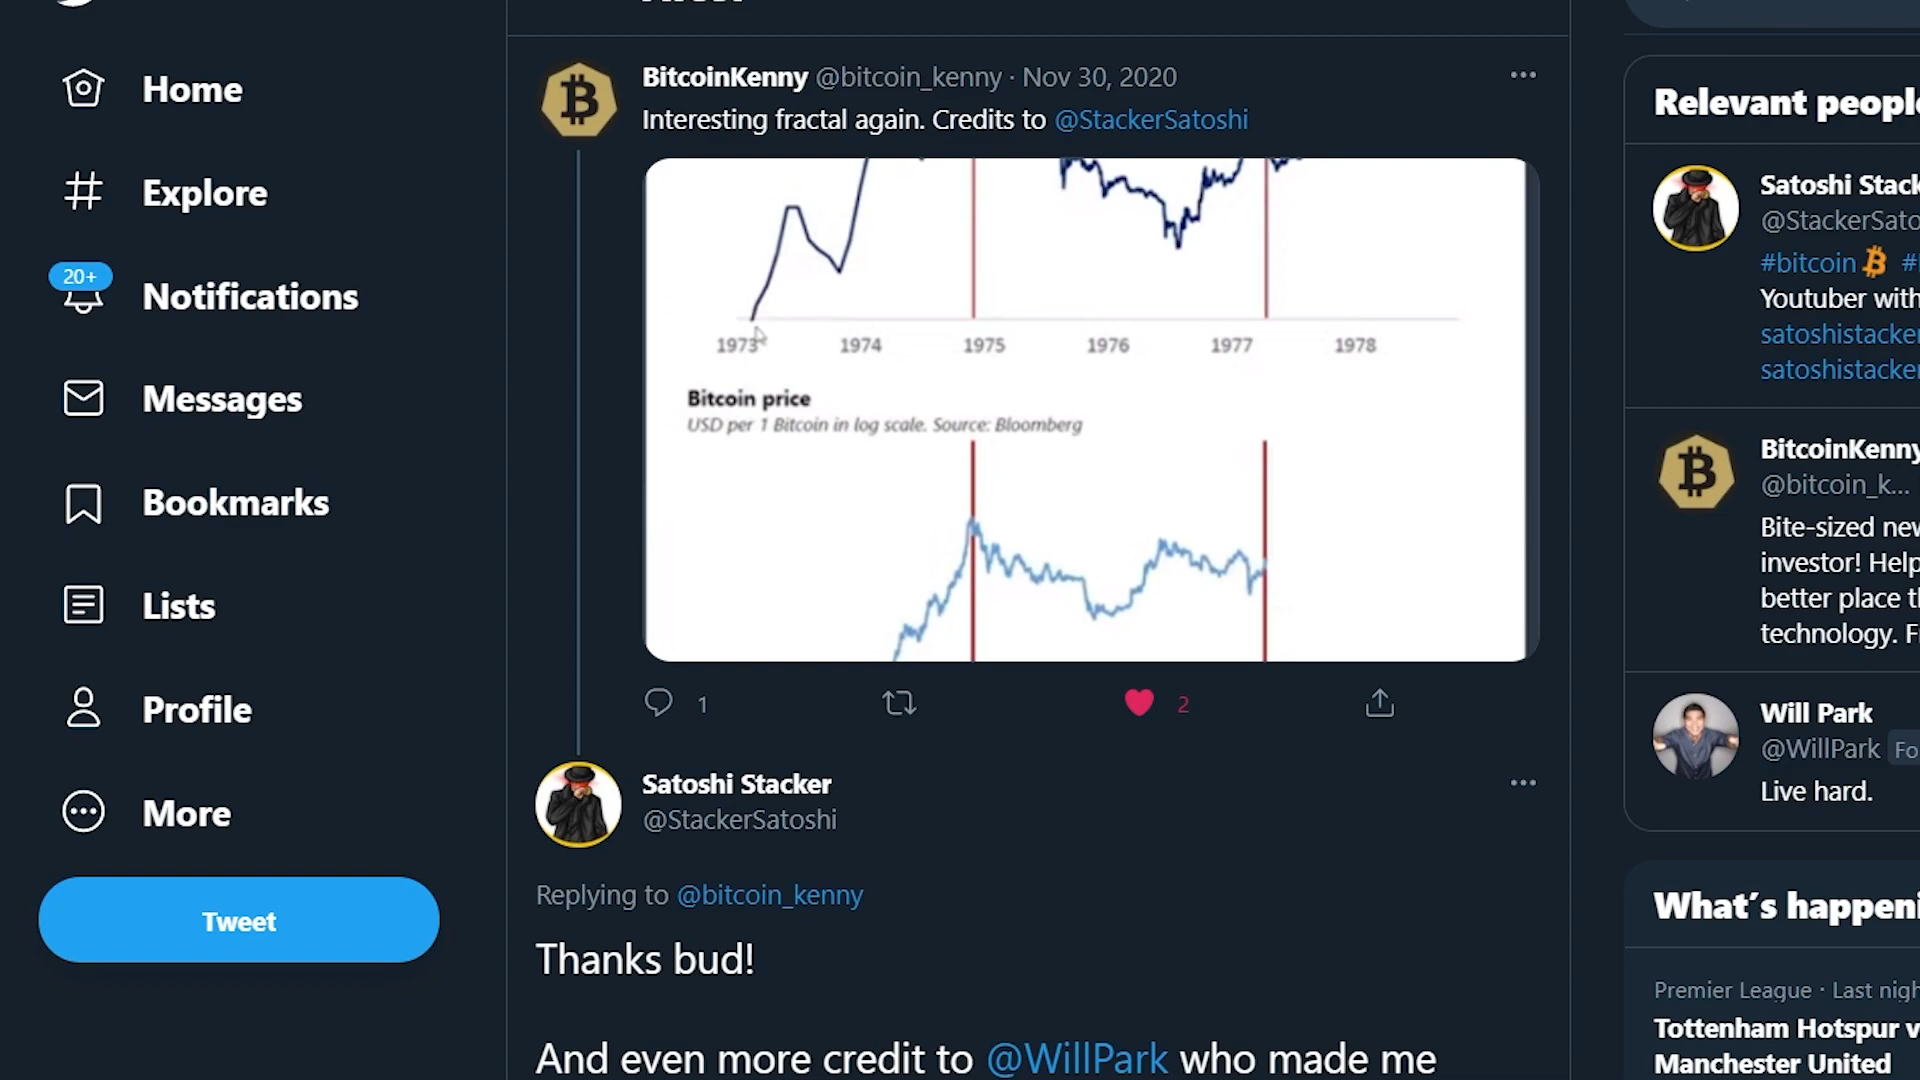 Home
Explore
20+
Notifications
Messages
Bookmarks
Lists
Profile
More
Tweet
BitcoinKenny @bitcoin_kenny · Nov 30, 2020
Interesting fractal again. Credits to @StackerSatoshi
1973 1974 1975 1976 1977 1978
Bitcoin price
USD per 1 Bitcoin in log scale. Source: Bloomberg
1 2
Satoshi Stacker
@StackerSatoshi
Replying to @bitcoin_kenny
Thanks bud!
And even more credit to @WillPark who made me
Relevant people
Satoshi Stack
@StackerSato
#bitcoin #
Youtuber with
satoshistacker
satoshistacker
BitcoinKenny
@bitcoin_k...
Bite-sized new
investor! Help
better place th
technology. F
Will Park
@WillPark Fo
Live hard.
What's happeni
Premier League · Last nigh
Tottenham Hotspur v
Manchester United